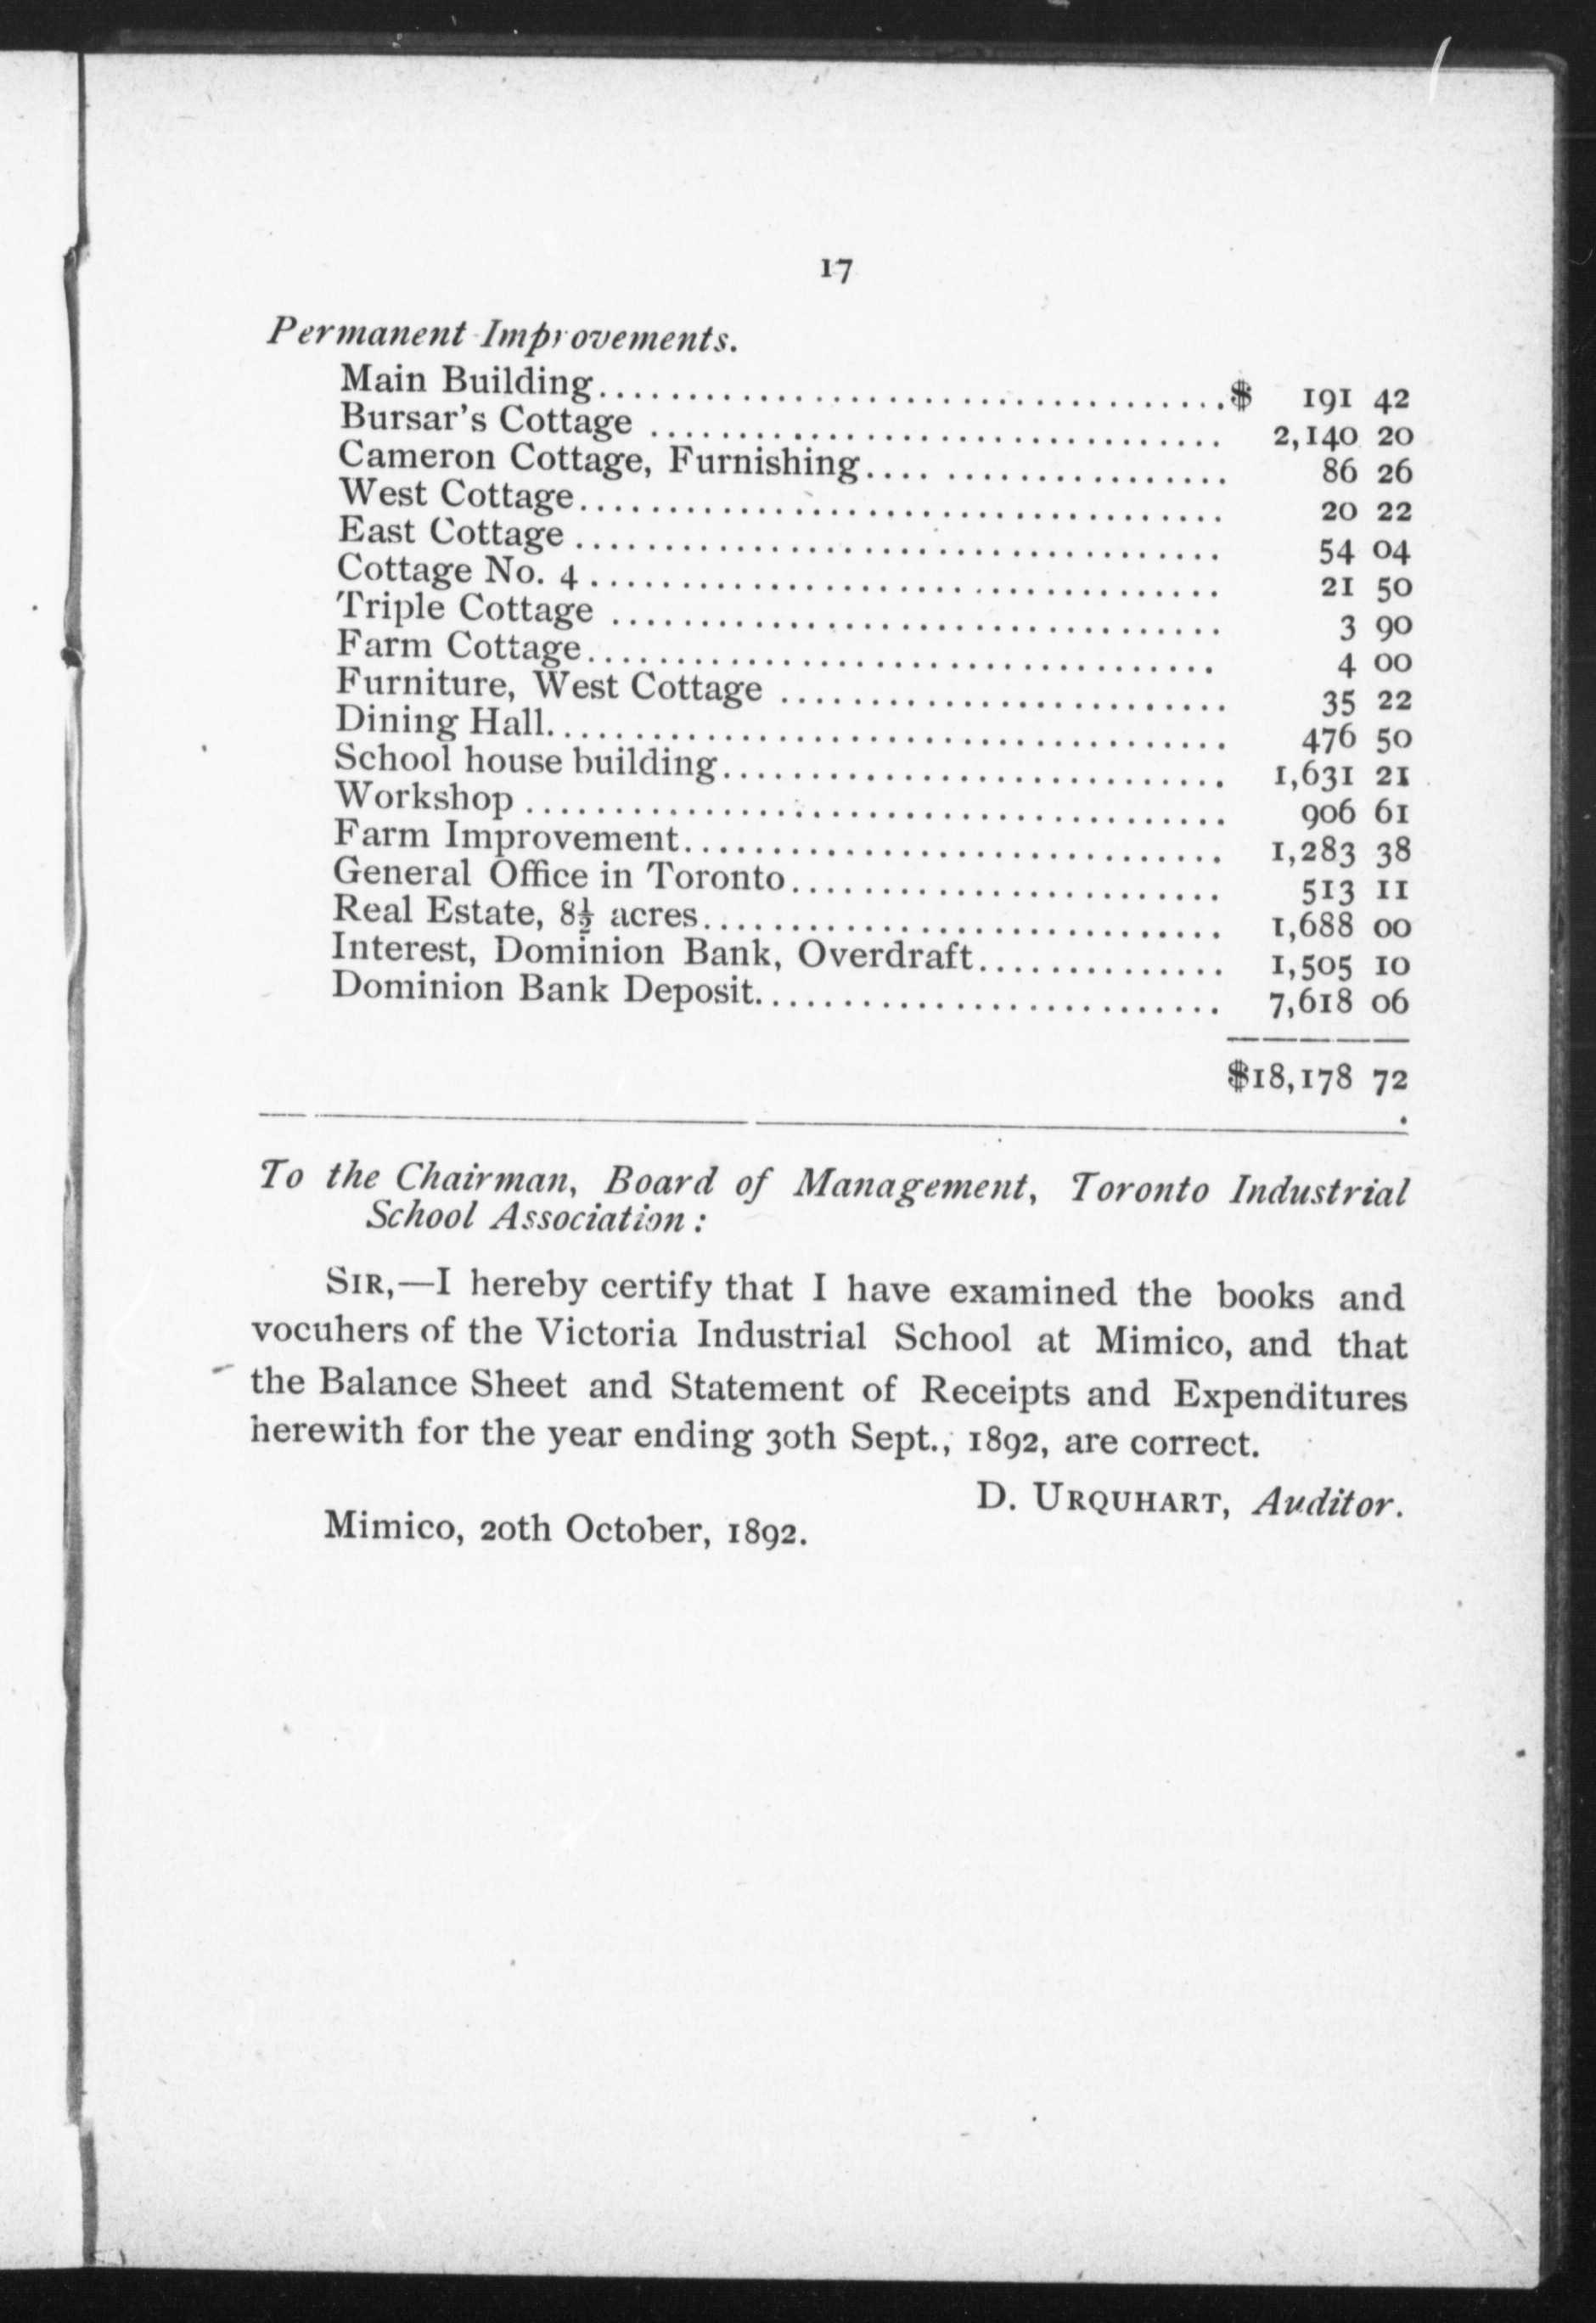 17
Permanent Improvements.
Main Building.................................$ 191 42
Bursar's Cottage ................................ 2,140 20
Cameron Cottage, Furnishing.... ................ 86 26
West Cottage.................................... 20 22
East Cottage.................................... 54 04
Cottage No. 4................................... 21 50
Triple Cottage .................................. 3 90
Farm Cottage................................... 4 00
Furniture, West Cottage ......................... 35 22
Dining Hall...................................... 476 50
School house building............................ 1,631 21
Workshop ....................................... 906 61
Farm Improvement.............................. 1,283 38
General Office in Toronto........................ 513 11
Real Estate, 8½ acres............................. 1,688 00
Interest, Dominion Bank, Overdraft.............. 1,505 10
Dominion Bank Deposit.......................... 7,618 06
$18,178 72
To the Chairman, Board of Management, Toronto Industrial
School Association:
SIR,—I hereby certify that I have examined the books and
vocuhers of the Victoria Industrial School at Mimico, and that
the Balance Sheet and Statement of Receipts and Expenditures
herewith for the year ending 30th Sept., 1892, are correct.
D. URQUHART, Auditor.
Mimico, 20th October, 1892.